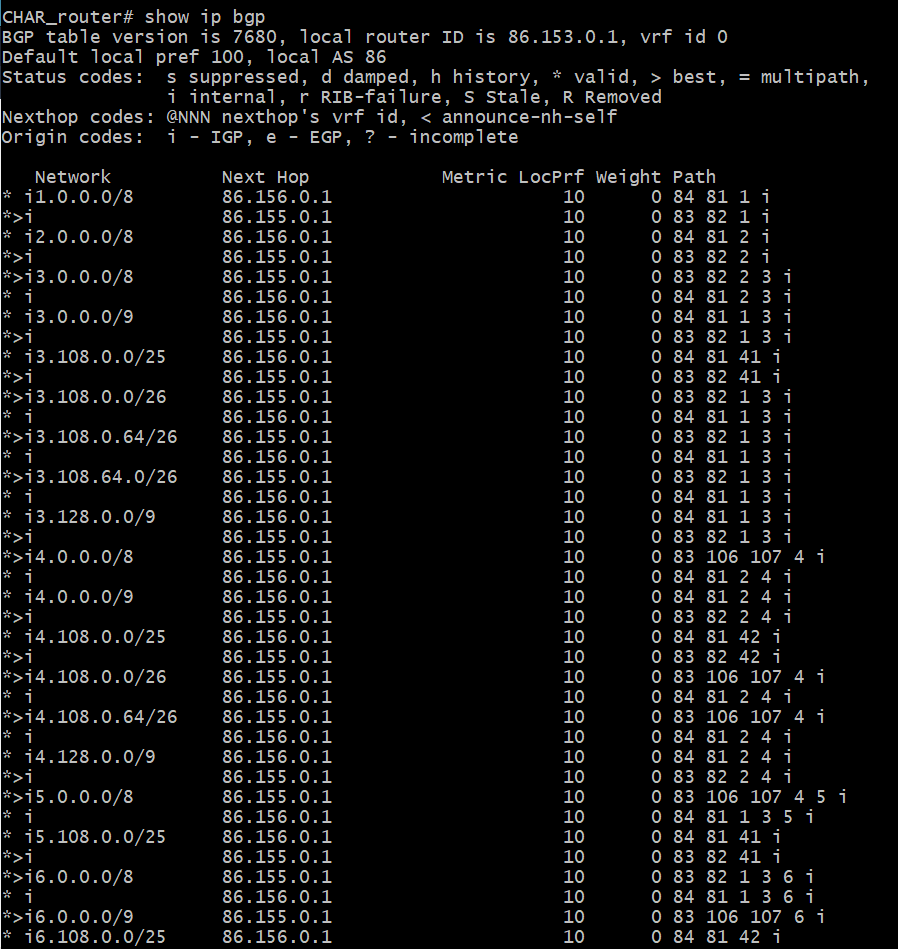 CHAR_router# show ip bgp
BGP table version is 7680, local router ID is 86.153.0.1, vrf id 0
Default local pref 100, local AS 86
Status codes:  s suppressed, d damped, h history, * valid, > best, = multipath,
               i internal, r RIB-failure, S Stale, R Removed
Nexthop codes: @NNN nexthop's vrf id, < announce-nh-self
Origin codes:  i - IGP, e - EGP, ? - incomplete

   Network          Next Hop            Metric LocPrf Weight Path
* i1.0.0.0/8        86.156.0.1                     10      0 84 81 1 i
*>i                 86.155.0.1                     10      0 83 82 1 i
* i2.0.0.0/8        86.156.0.1                     10      0 84 81 2 i
*>i                 86.155.0.1                     10      0 83 82 2 i
*>i3.0.0.0/8        86.155.0.1                     10      0 83 82 2 3 i
* i                 86.156.0.1                     10      0 84 81 2 3 i
* i3.0.0.0/9        86.156.0.1                     10      0 84 81 1 3 i
*>i                 86.155.0.1                     10      0 83 82 1 3 i
* i3.108.0.0/25     86.156.0.1                     10      0 84 81 41 i
*>i                 86.155.0.1                     10      0 83 82 41 i
*>i3.108.0.0/26     86.155.0.1                     10      0 83 82 1 3 i
* i                 86.156.0.1                     10      0 84 81 1 3 i
*>i3.108.0.64/26    86.155.0.1                     10      0 83 82 1 3 i
* i                 86.156.0.1                     10      0 84 81 1 3 i
*>i3.108.64.0/26    86.155.0.1                     10      0 83 82 1 3 i
* i                 86.156.0.1                     10      0 84 81 1 3 i
* i3.128.0.0/9      86.156.0.1                     10      0 84 81 1 3 i
*>i                 86.155.0.1                     10      0 83 82 1 3 i
*>i4.0.0.0/8        86.155.0.1                     10      0 83 106 107 4 i
* i                 86.156.0.1                     10      0 84 81 2 4 i
* i4.0.0.0/9        86.156.0.1                     10      0 84 81 2 4 i
*>i                 86.155.0.1                     10      0 83 82 2 4 i
* i4.108.0.0/25     86.156.0.1                     10      0 84 81 42 i
*>i                 86.155.0.1                     10      0 83 82 42 i
*>i4.108.0.0/26     86.155.0.1                     10      0 83 106 107 4 i
* i                 86.156.0.1                     10      0 84 81 2 4 i
*>i4.108.0.64/26    86.155.0.1                     10      0 83 106 107 4 i
* i                 86.156.0.1                     10      0 84 81 2 4 i
* i4.128.0.0/9      86.156.0.1                     10      0 84 81 2 4 i
*>i                 86.155.0.1                     10      0 83 82 2 4 i
*>i5.0.0.0/8        86.155.0.1                     10      0 83 106 107 4 5 i
* i                 86.156.0.1                     10      0 84 81 1 3 5 i
* i5.108.0.0/25     86.156.0.1                     10      0 84 81 41 i
*>i                 86.155.0.1                     10      0 83 82 41 i
*>i6.0.0.0/8        86.155.0.1                     10      0 83 82 1 3 6 i
* i                 86.156.0.1                     10      0 84 81 1 3 6 i
*>i6.0.0.0/9        86.155.0.1                     10      0 83 106 107 6 i
* i6.108.0.0/25     86.156.0.1                     10      0 84 81 42 i